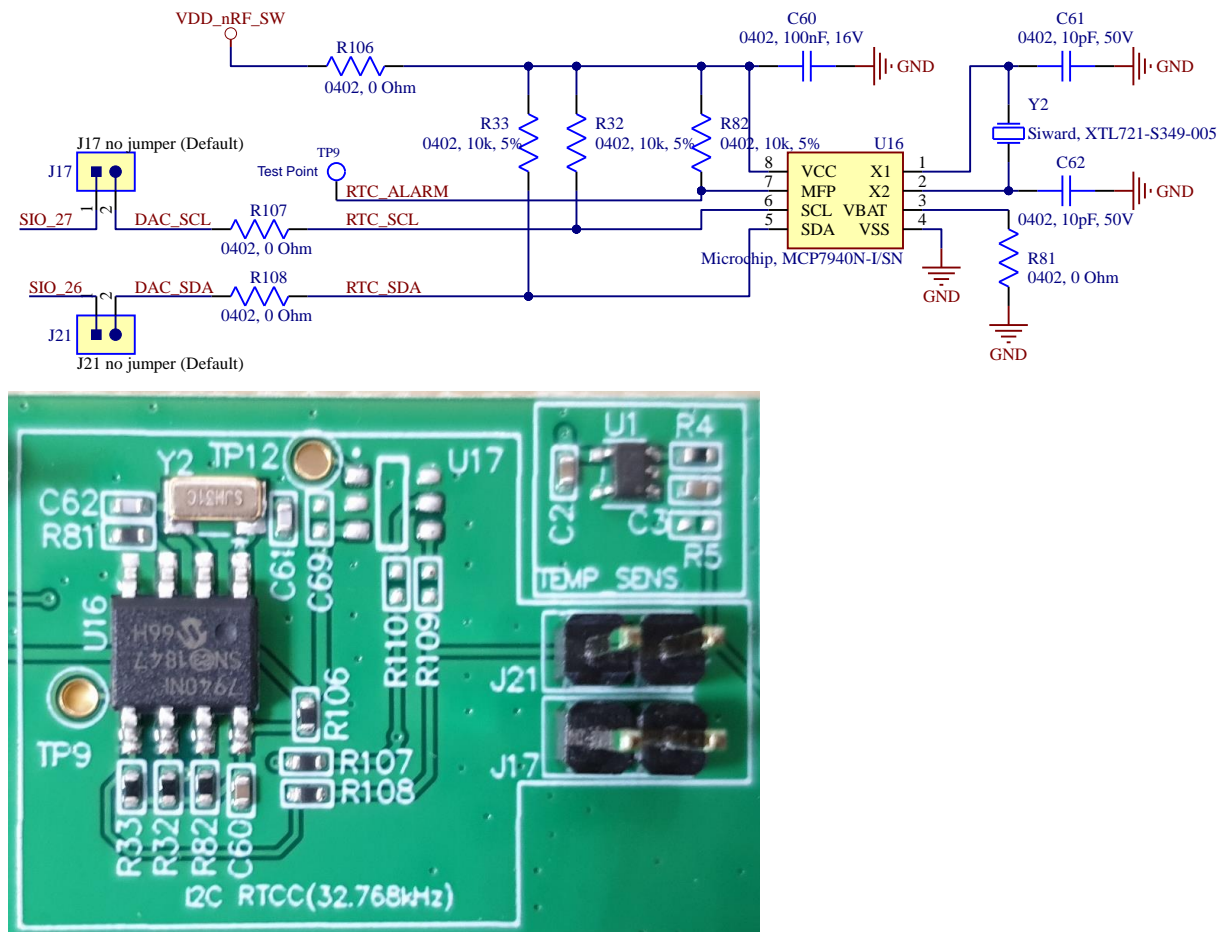 VDD_nRF_SW
R106
0402, 0 Ohm
C60
0402, 100nF, 16V
GND
C61
0402, 10pF, 50V
GND
Y2
Siward, XTL721-S349-005
R33
0402, 10k, 5%
R32
0402, 10k, 5%
R82
0402, 10k, 5%
U16
J17 no jumper (Default)
J17
TP9
Test Point
RTC_ALARM
8 VCC X1 1
7 MFP X2 2
6 SCL VBAT 3
5 SDA VSS 4
Microchip, MCP7940N-I/SN
C62
0402, 10pF, 50V
GND
SIO_27
1
2
DAC_SCL
R107
0402, 0 Ohm
RTC_SCL
R81
0402, 0 Ohm
GND
GND
SIO_26
2
DAC_SDA
R108
0402, 0 Ohm
RTC_SDA
J21
J21 no jumper (Default)
Y2
TP12
U17
U1
R4
C62
R81
SJM31C
C61
C69
C2
C3
R5
TEMP_SENS
U16
66H
SN 1847
7940NI
R110
R109
J21
R106
TP9
J17
R107
R108
R33
R32
R82
C60
I2C RTCC(32.768kHz)